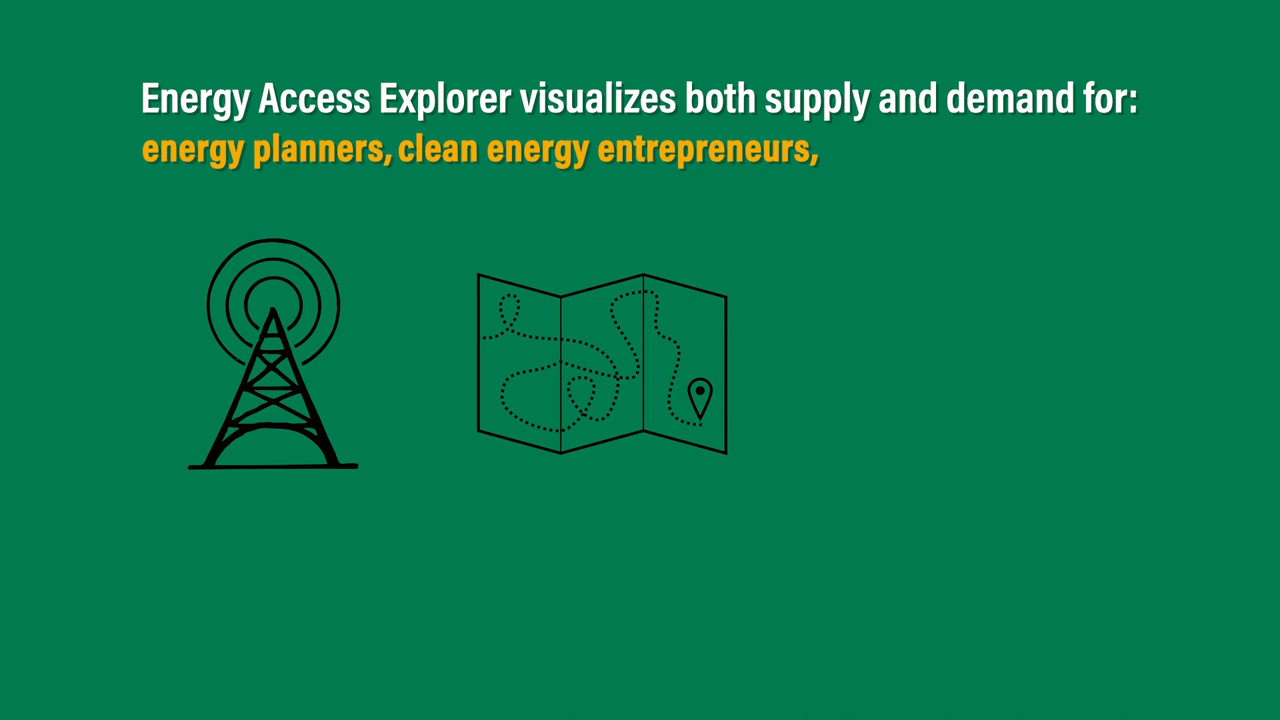 Energy Access Explorer visualizes both supply and demand for:
energy planners, clean energy entrepreneurs,